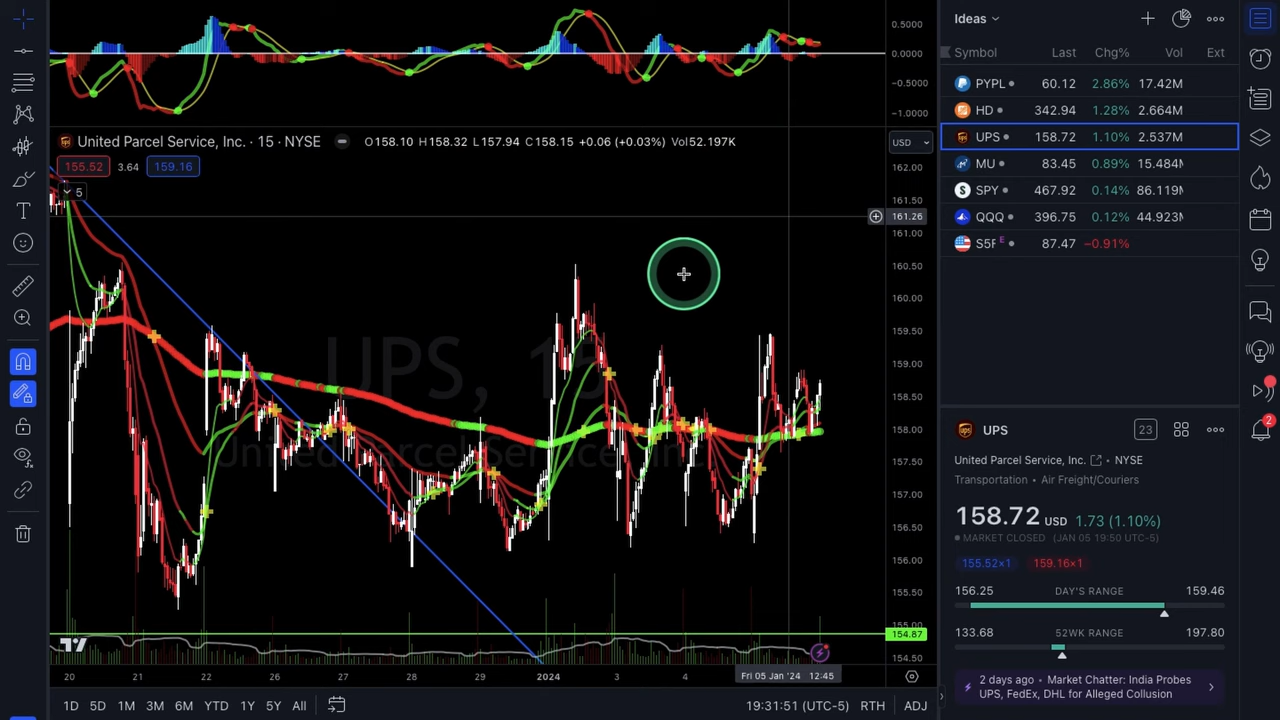 0.5000
0.0000
−0.5000
−1.0000
United Parcel Service, Inc. · 15 · NYSE
O158.10 H158.32 L157.94 C158.15 +0.06 (+0.03%) Vol52.197K
USD
155.52 3.64 159.16
5
162.00
161.50
161.26
161.00
160.50
160.00
159.50
159.00
158.50
158.00
157.50
157.00
156.50
156.00
155.50
155.00
154.87
154.50
UPS, 15
United Parcel Service, In
20 21 22 26 27 28 29 2024 3 4 Fri 05 Jan '24 12:45
1D 5D 1M 3M 6M YTD 1Y 5Y All
19:31:51 (UTC-5) RTH ADJ
Ideas
Symbol Last Chg% Vol Ext
PYPL 60.12 2.86% 17.42M
HD 342.94 1.28% 2.664M
UPS 158.72 1.10% 2.537M
MU 83.45 0.89% 15.484M
SPY 467.92 0.14% 86.119M
QQQ 396.75 0.12% 44.923M
S5F E 87.47 −0.91%
UPS
23
United Parcel Service, Inc. • NYSE
Transportation • Air Freight/Couriers
158.72 USD 1.73 (1.10%)
MARKET CLOSED (JAN 05 19:50 UTC-5)
155.52×1 159.16×1
156.25 DAY'S RANGE 159.46
133.68 52WK RANGE 197.80
2 days ago • Market Chatter: India Probes
UPS, FedEx, DHL for Alleged Collusion
2